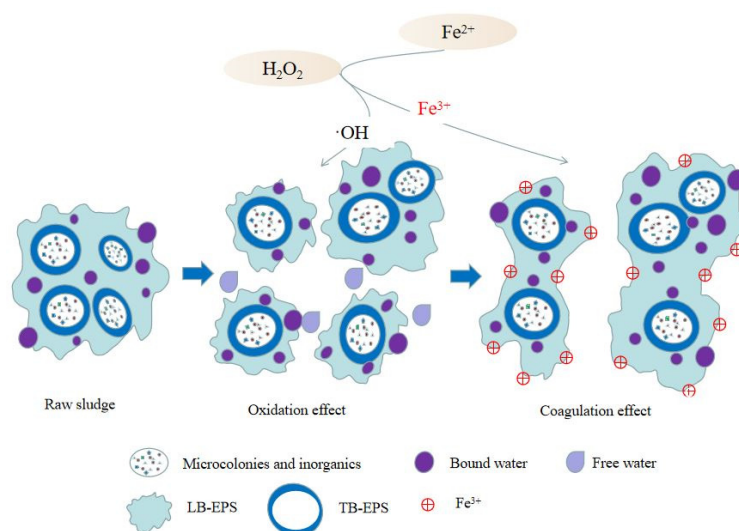 Fe²⁺
H₂O₂
Fe³⁺
·OH
Raw sludge
Oxidation effect
Coagulation effect
Microcolonies and inorganics
Bound water
Free water
LB-EPS
TB-EPS
Fe³⁺